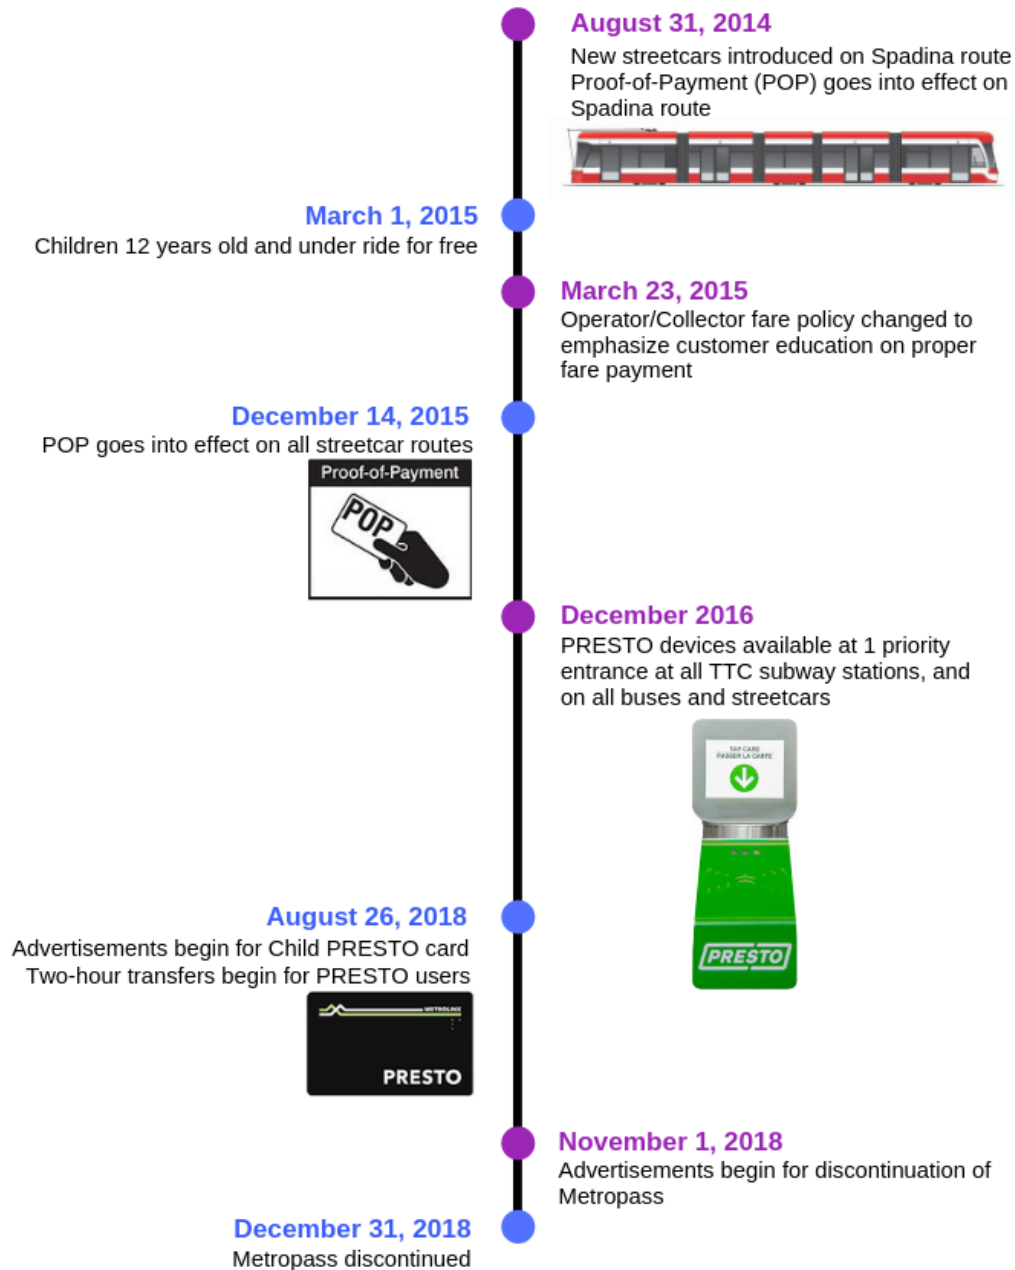 August 31, 2014
New streetcars introduced on Spadina route
Proof-of-Payment (POP) goes into effect on
Spadina route
March 1, 2015
Children 12 years old and under ride for free
March 23, 2015
Operator/Collector fare policy changed to
emphasize customer education on proper
fare payment
December 14, 2015
POP goes into effect on all streetcar routes
Proof-of-Payment
POP
December 2016
PRESTO devices available at 1 priority
entrance at all TTC subway stations, and
on all buses and streetcars
TAP CARD
PASSER LA CARTE
PRESTO
August 26, 2018
Advertisements begin for Child PRESTO card
Two-hour transfers begin for PRESTO users
METROLINX
PRESTO
November 1, 2018
Advertisements begin for discontinuation of
Metropass
December 31, 2018
Metropass discontinued